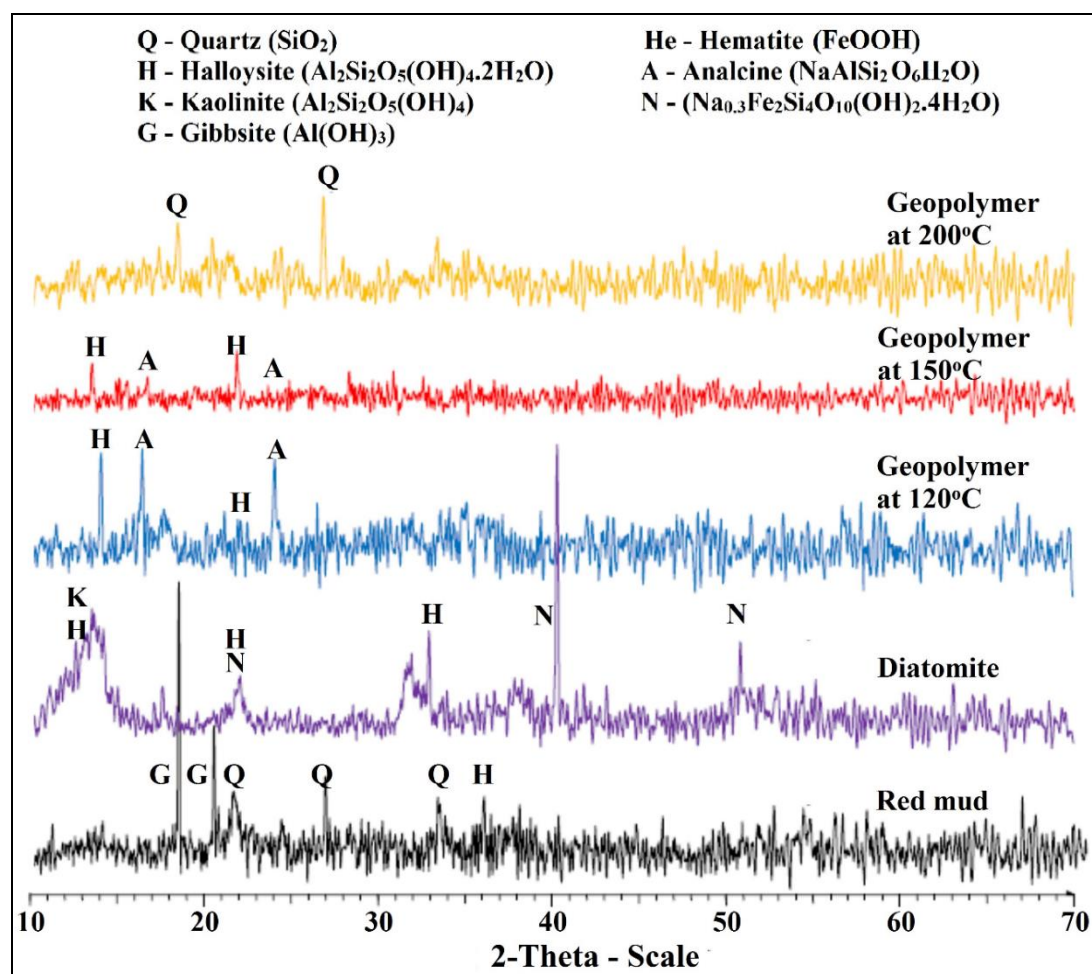 Q - Quartz (SiO₂)
H - Halloysite (Al₂Si₂O₅(OH)₄.2H₂O)
K - Kaolinite (Al₂Si₂O₅(OH)₄)
G - Gibbsite (Al(OH)₃)
He - Hematite (FeOOH)
A - Analcine (NaAlSi₂O₆II₂O)
N - (Na₀.₃Fe₂Si₄O₁₀(OH)₂.4H₂O)
Q Q
Geopolymer
at 200°C
H A H A
Geopolymer
at 150°C
H A H A
Geopolymer
at 120°C
K
H
H
N
H N N
Diatomite
G G Q Q Q H
Red mud
10 20 30 40 50 60 70
2-Theta - Scale